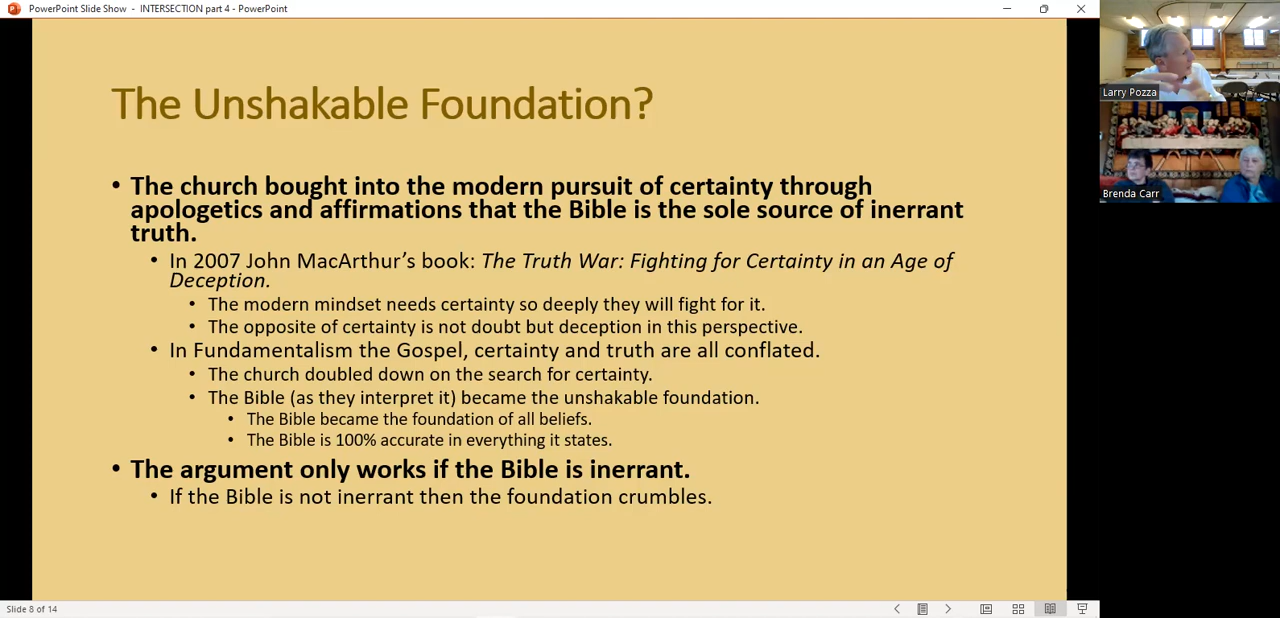 PowerPoint Slide Show - INTERSECTION part 4 - PowerPoint
The Unshakable Foundation?
• The church bought into the modern pursuit of certainty through
apologetics and affirmations that the Bible is the sole source of inerrant
truth.
• In 2007 John MacArthur’s book: The Truth War: Fighting for Certainty in an Age of
Deception.
• The modern mindset needs certainty so deeply they will fight for it.
• The opposite of certainty is not doubt but deception in this perspective.
• In Fundamentalism the Gospel, certainty and truth are all conflated.
• The church doubled down on the search for certainty.
• The Bible (as they interpret it) became the unshakable foundation.
• The Bible became the foundation of all beliefs.
• The Bible is 100% accurate in everything it states.
• The argument only works if the Bible is inerrant.
• If the Bible is not inerrant then the foundation crumbles.
Slide 8 of 14
Larry Pozza
Brenda Carr